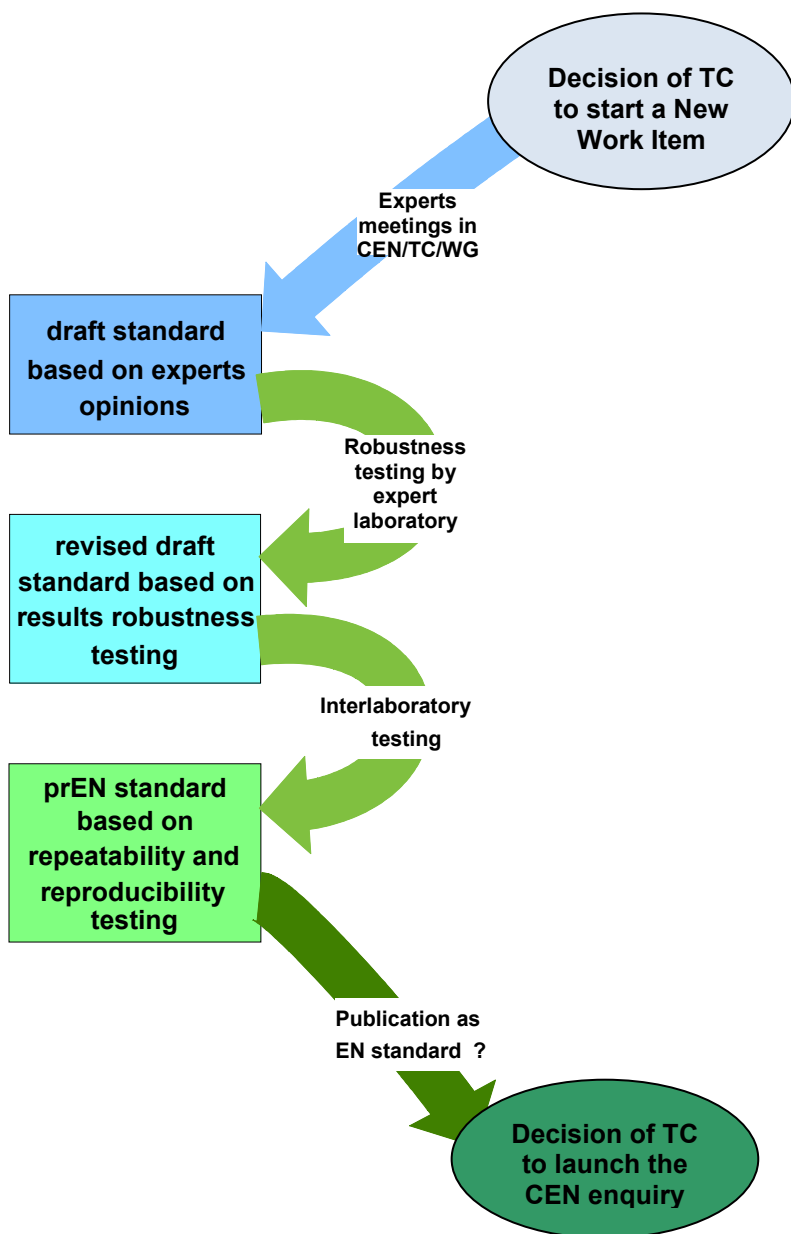 Decision of TC
to start a New
Work Item
Experts
meetings in
CEN/TC/WG
draft standard
based on experts
opinions
Robustness
testing by
expert
laboratory
revised draft
standard based on
results robustness
testing
Interlaboratory
testing
prEN standard
based on
repeatability and
reproducibility
testing
Publication as
EN standard ?
Decision of TC
to launch the
CEN enquiry